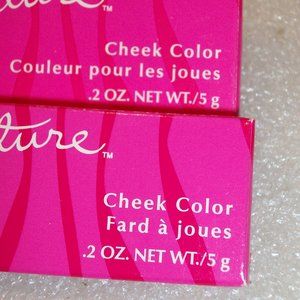 Cheek Color
Couleur pour les joues
.2 OZ. NET WT./5 g
ture™
Cheek Color
Fard à joues
.2 OZ. NET WT./5 g